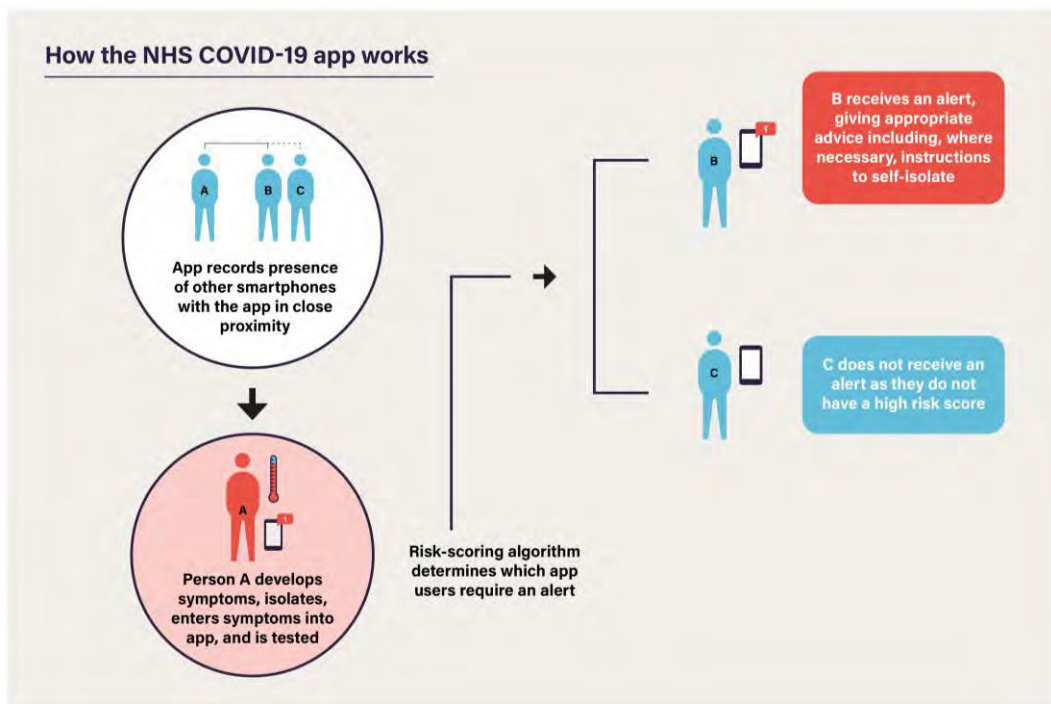 How the NHS COVID-19 app works
A
B
C
App records presence
of other smartphones
with the app in close
proximity
A
1
Person A develops
symptoms, isolates,
enters symptoms into
app, and is tested
Risk-scoring algorithm
determines which app
users require an alert
B
1
B receives an alert,
giving appropriate
advice including, where
necessary, instructions
to self-isolate
C
C does not receive an
alert as they do not
have a high risk score